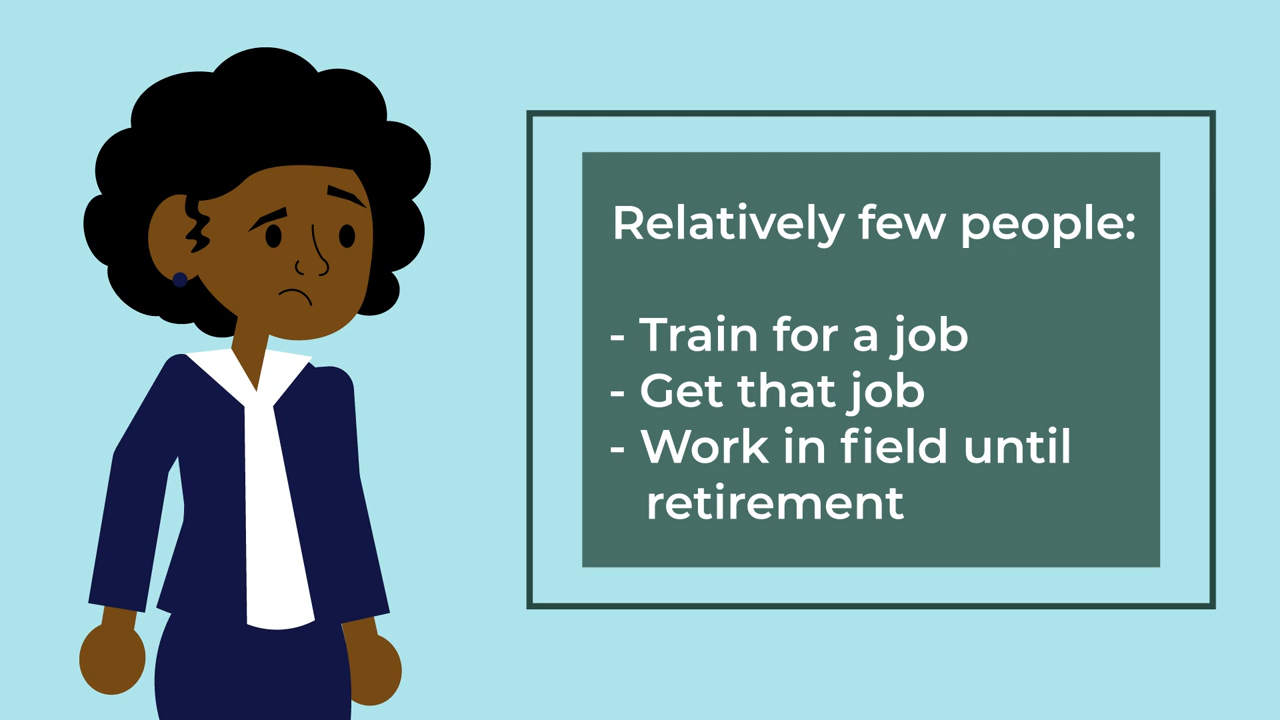 Relatively few people:
- Train for a job
- Get that job
- Work in field until
retirement